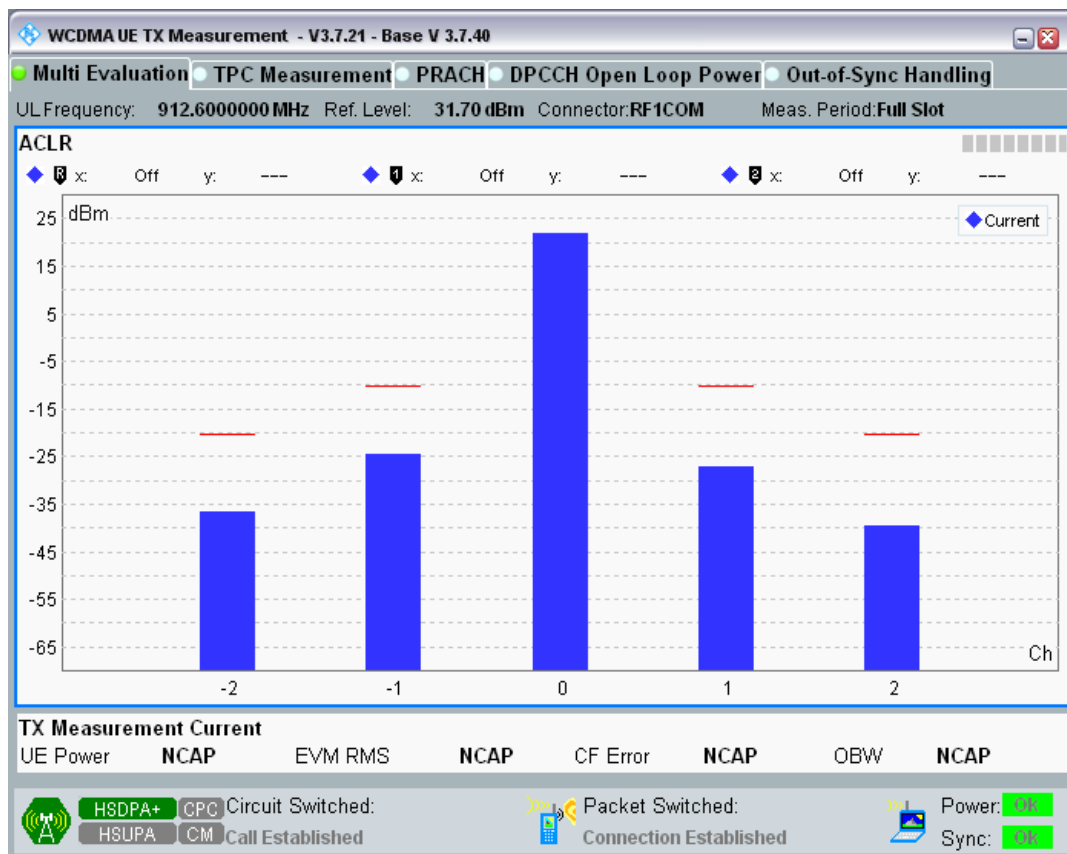 WCDMA UE TX Measurement - V3.7.21 - Base V 3.7.40
Multi Evaluation TPC Measurement PRACH DPCCH Open Loop Power Out-of-Sync Handling
UL Frequency: 912.6000000 MHz Ref. Level: 31.70 dBm Connector:RF1COM Meas. Period:Full Slot
ACLR
R x: Off y: --- 1 x: Off y: --- 2 x: Off y: ---
dBm
Current
25
15
5
-5
-15
-25
-35
-45
-55
-65
Ch
-2 -1 0 1 2
TX Measurement Current
UE Power NCAP EVM RMS NCAP CF Error NCAP OBW NCAP
HSDPA+ CPC Circuit Switched: Packet Switched: Power: Ok
HSUPA CM Call Established Connection Established Sync: Ok